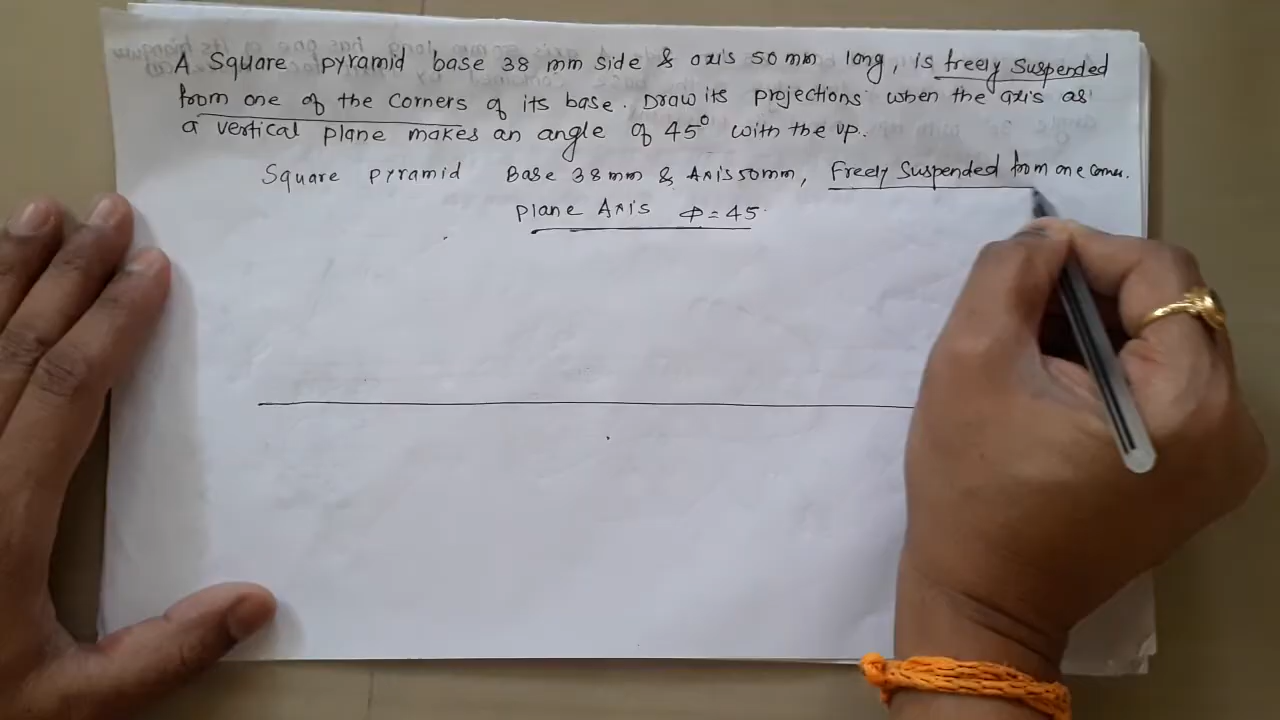 A Square pyramid base 38 mm side & axis 50 mm long, is freely suspended
from one of the corners of its base. Draw its projections when the axis as
a vertical plane makes an angle of 45° with the VP.
Square pyramid Base 38 mm & Axis 50mm, Freely Suspended from one corner.
plane Axis φ = 45